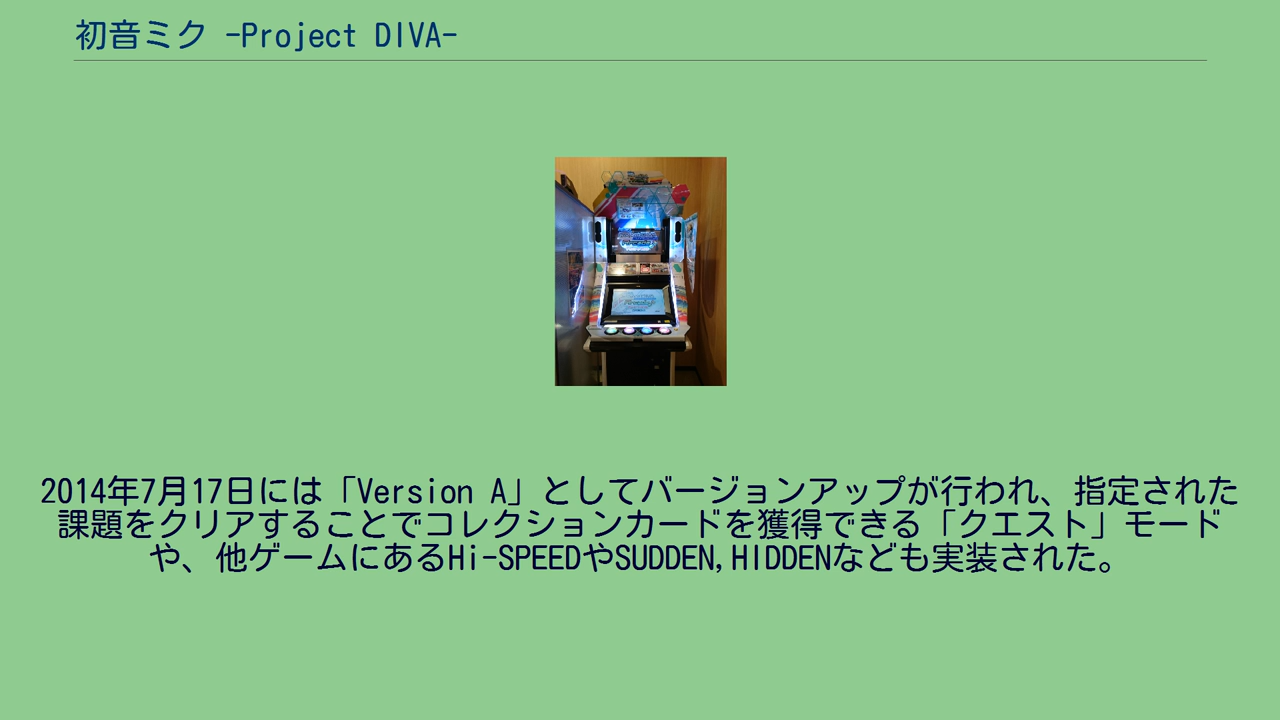 初音ミク -Project DIVA-
2014年7月17日には「Version A」としてバージョンアップが行われ、指定された
課題をクリアすることでコレクションカードを獲得できる「クエスト」モード
や、他ゲームにあるHi-SPEEDやSUDDEN,HIDDENなども実装された。